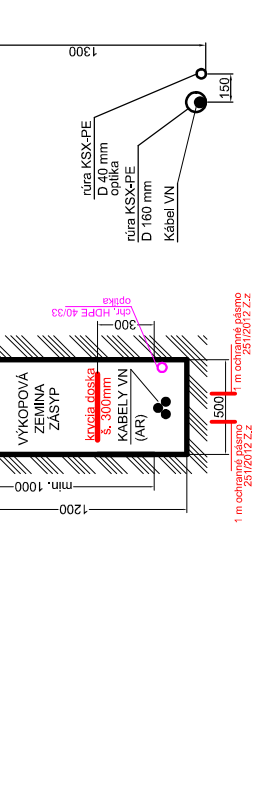 1300
150
rúra KSX-PE
D 40 mm
optika
rúra KSX-PE
D 160 mm
Kábel VN
chr. HDPE 40/33
optika
300
VÝKOPOVÁ
ZEMINA
ZÁSYP
krycia doska
š. 300mm
KABELY VN
(AR)
min. 1000
1200
500
1 m ochranné pásmo
251/2012 Z.z
1 m ochranné pásmo
251/2012 Z.z